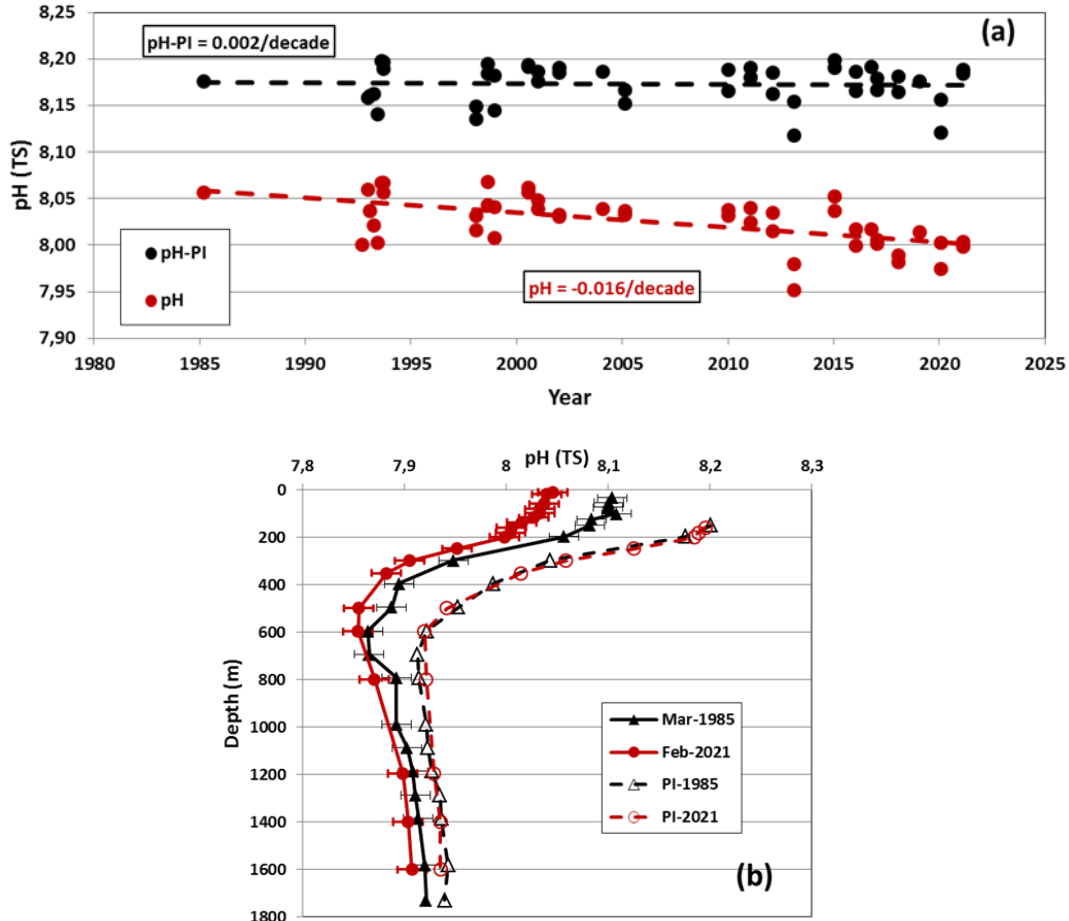 8,25
8,20
8,15
8,10
8,05
8,00
7,95
7,90
pH (TS)
pH-PI = 0.002/decade
(a)
pH-PI
pH
pH = -0.016/decade
1980 1985 1990 1995 2000 2005 2010 2015 2020 2025
Year
pH (TS)
7,8 7,9 8 8,1 8,2 8,3
0
200
400
600
800
1000
1200
1400
1600
1800
Depth (m)
Mar-1985
Feb-2021
PI-1985
PI-2021
(b)